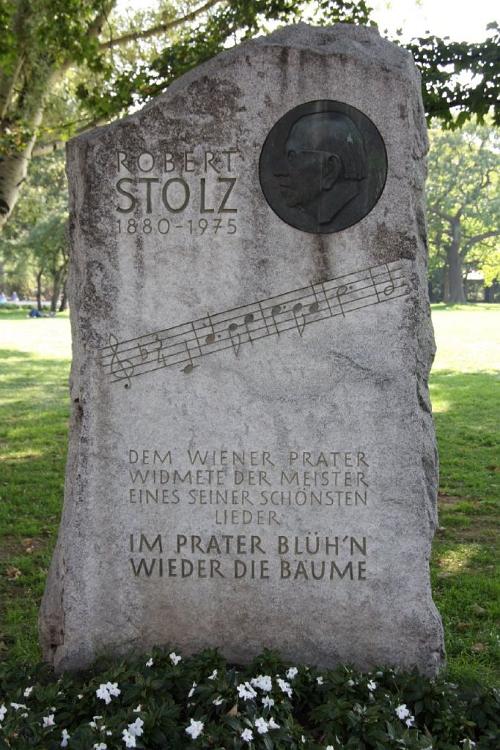 ROBERT
STOLZ
1880-1975
DEM WIENER PRATER
WIDMETE DER MEISTER
EINES SEINER SCHÖNSTEN
LIEDER
IM PRATER BLÜH'N
WIEDER DIE BÄUME